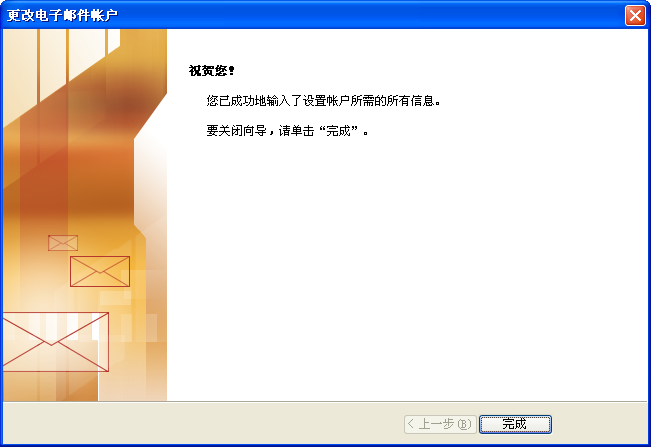 更改电子邮件帐户
祝贺您!
您已成功地输入了设置帐户所需的所有信息。
要关闭向导，请单击“完成”。
< 上一步(B)
完成